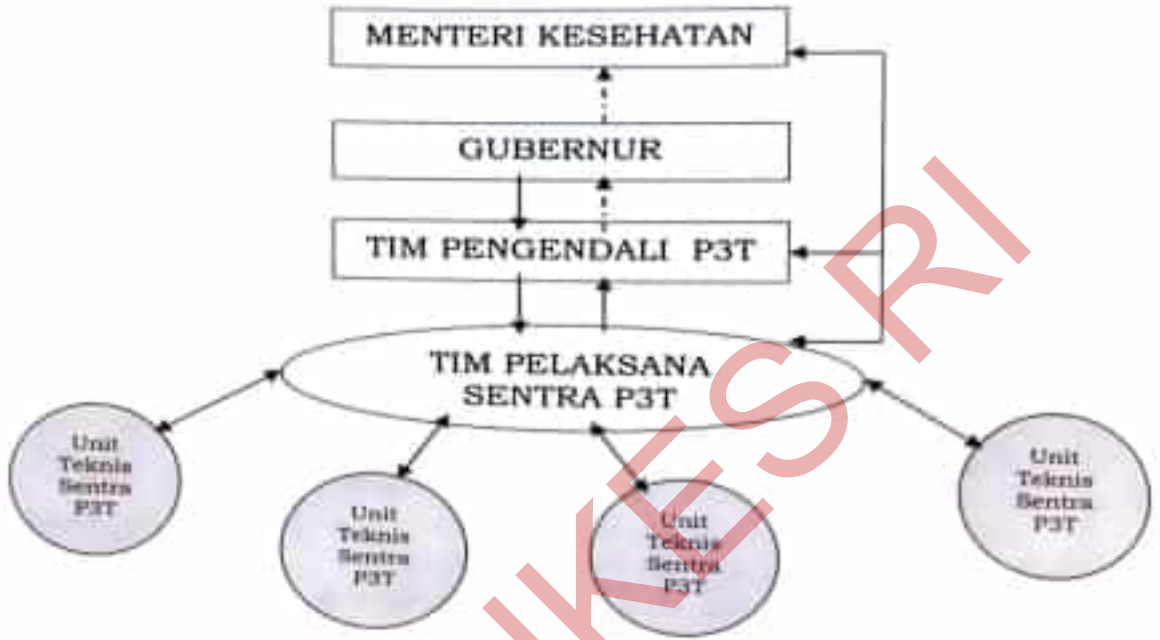 MENTERI KESEHATAN
GUBERNUR
TIM PENGENDALI P3T
TIM PELAKSANA
SENTRA P3T
Unit
Teknis
Sentra
P3T
Unit
Teknis
Sentra
P3T
Unit
Teknis
Sentra
P3T
Unit
Teknis
Sentra
P3T
IKES RI